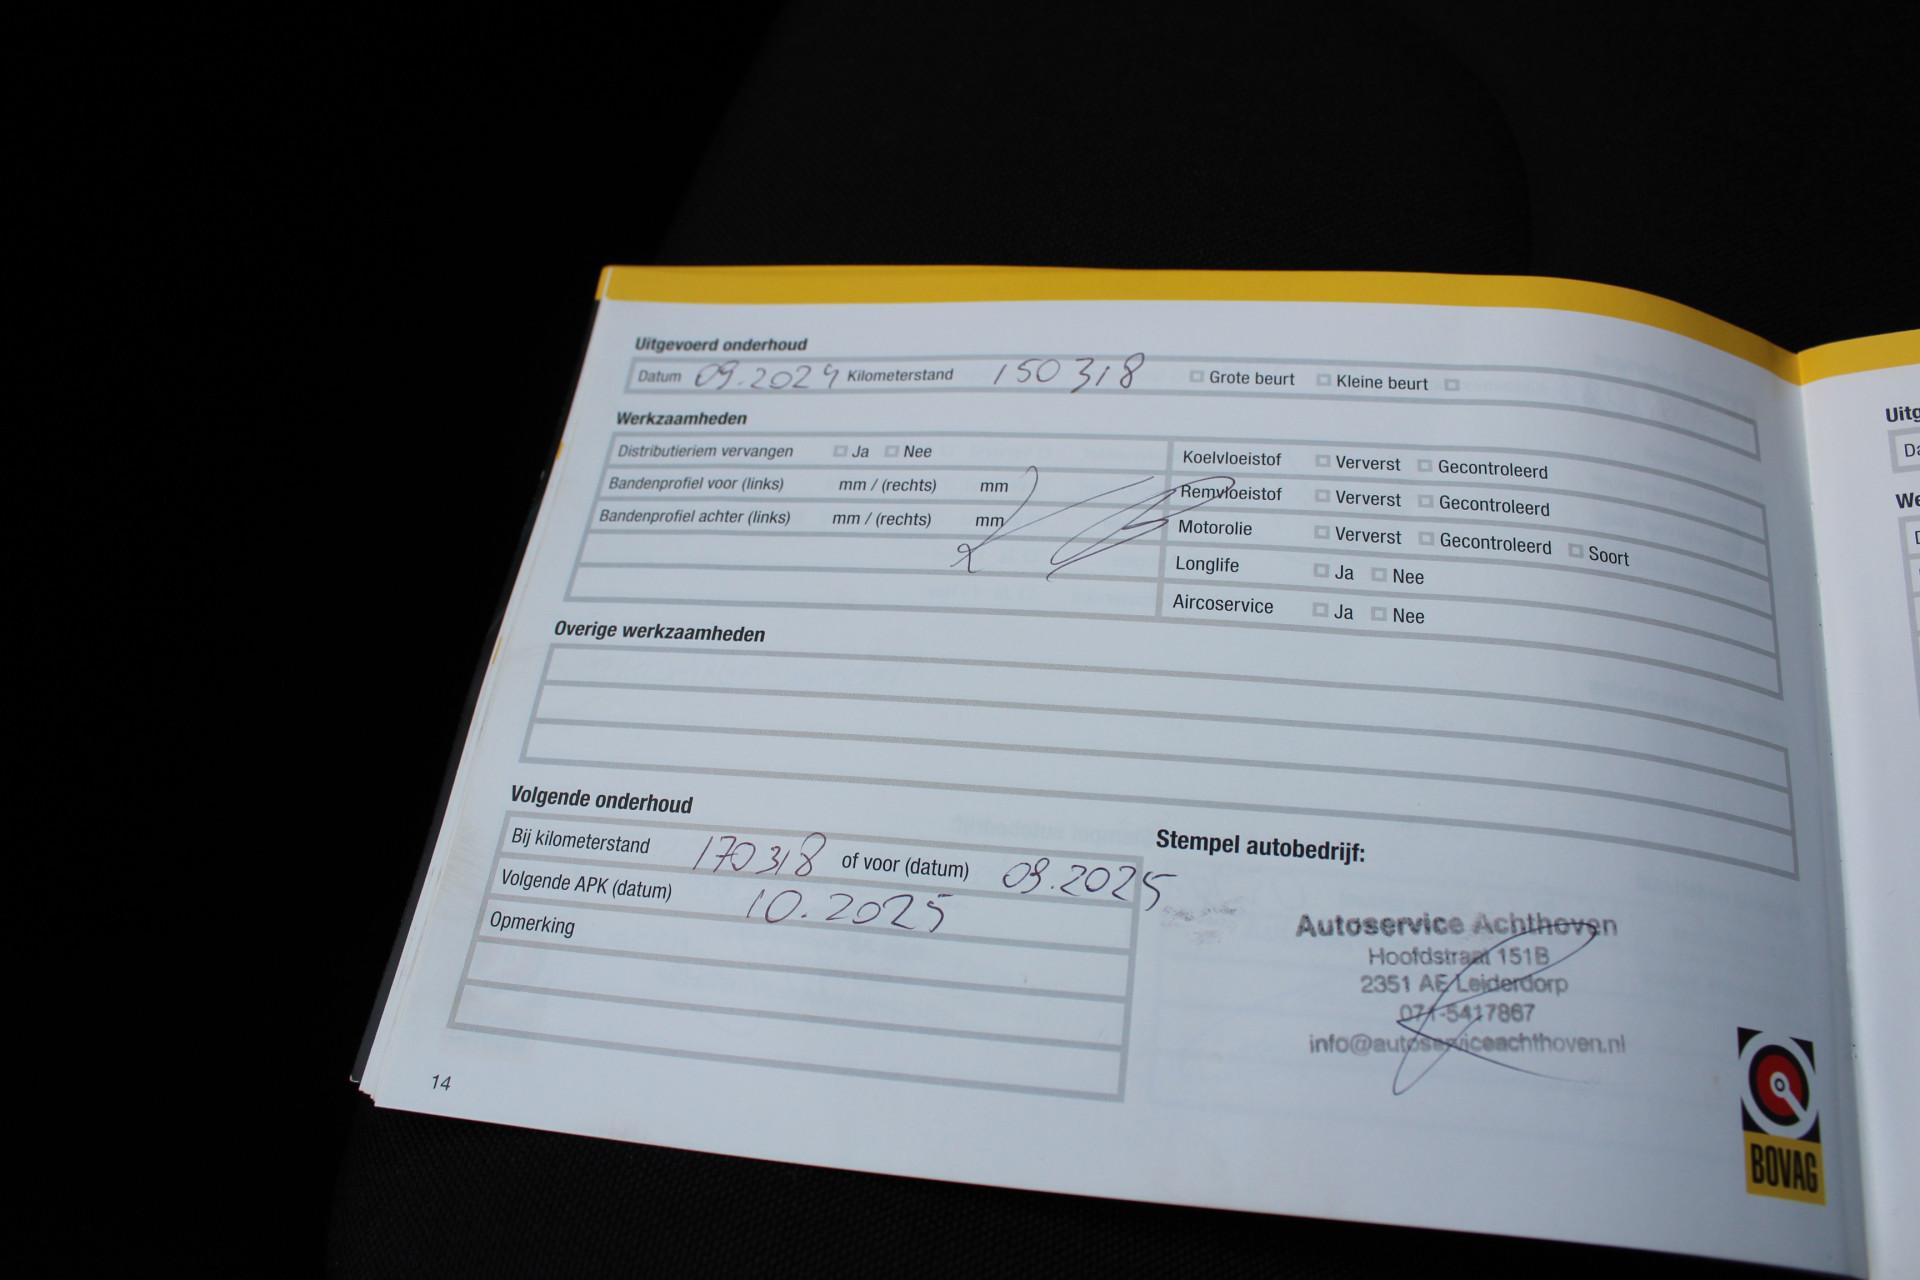 Uitgevoerd onderhoud
Datum 09.2024 Kilometerstand 150318 Grote beurt Kleine beurt
Werkzaamheden
Distributieriem vervangen Ja Nee
Bandenprofiel voor (links) mm / (rechts) mm
Bandenprofiel achter (links) mm / (rechts) mm
Koelvloeistof Ververst Gecontroleerd
Remvloeistof Ververst Gecontroleerd
Motorolie Ververst Gecontroleerd Soort
Longlife Ja Nee
Aircoservice Ja Nee
Overige werkzaamheden
Volgende onderhoud
Bij kilometerstand 170318 of voor (datum) 09.2025
Volgende APK (datum) 10.2025
Opmerking
Stempel autobedrijf:
Autoservice Achthoven
Hoofdstraat 151B
2351 AE Leiderdorp
071-5417867
info@autoserviceachthoven.nl
BOVAG
14
Uitg
Da
We